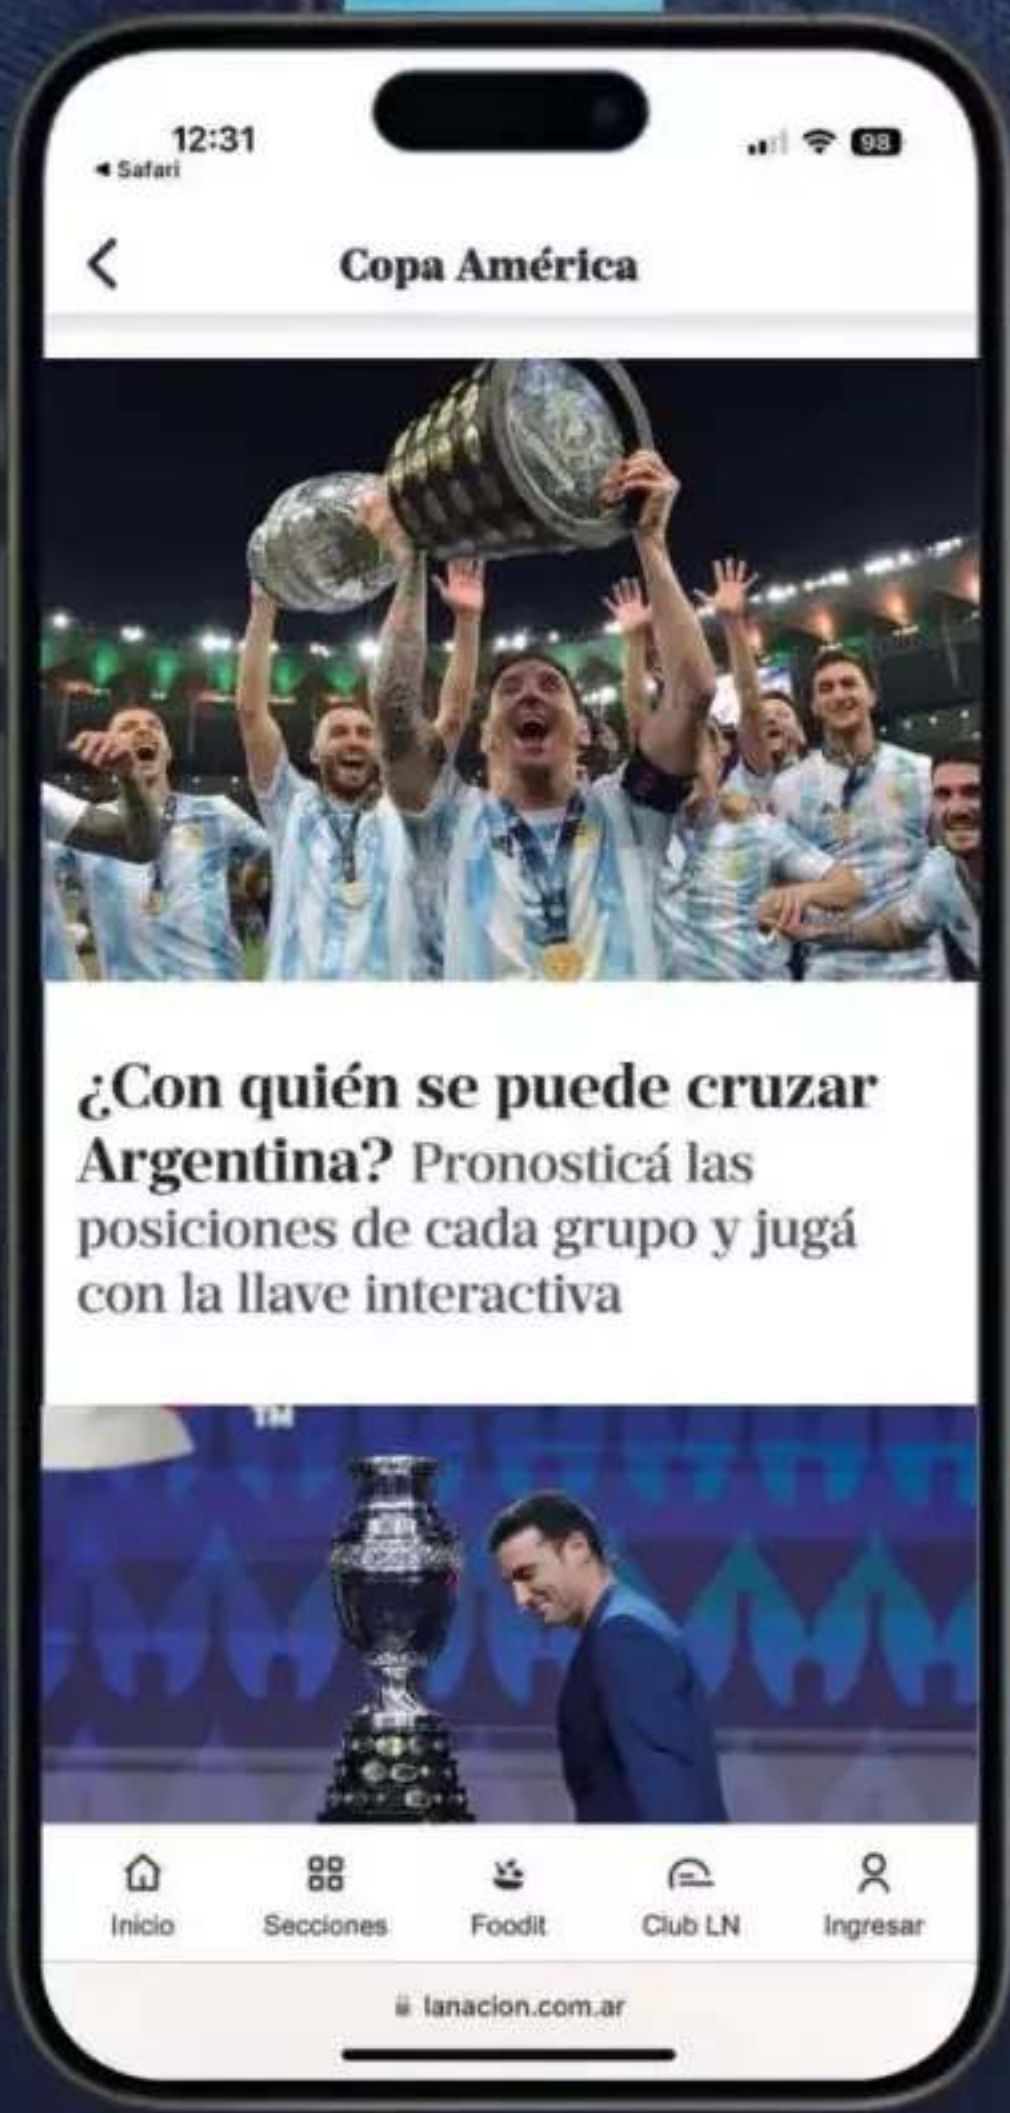 12:31
98
Safari
Copa América
¿Con quién se puede cruzar
Argentina? Pronosticá las
posiciones de cada grupo y jugá
con la llave interactiva
TM
Inicio
Secciones
Foodit
Club LN
Ingresar
lanacion.com.ar